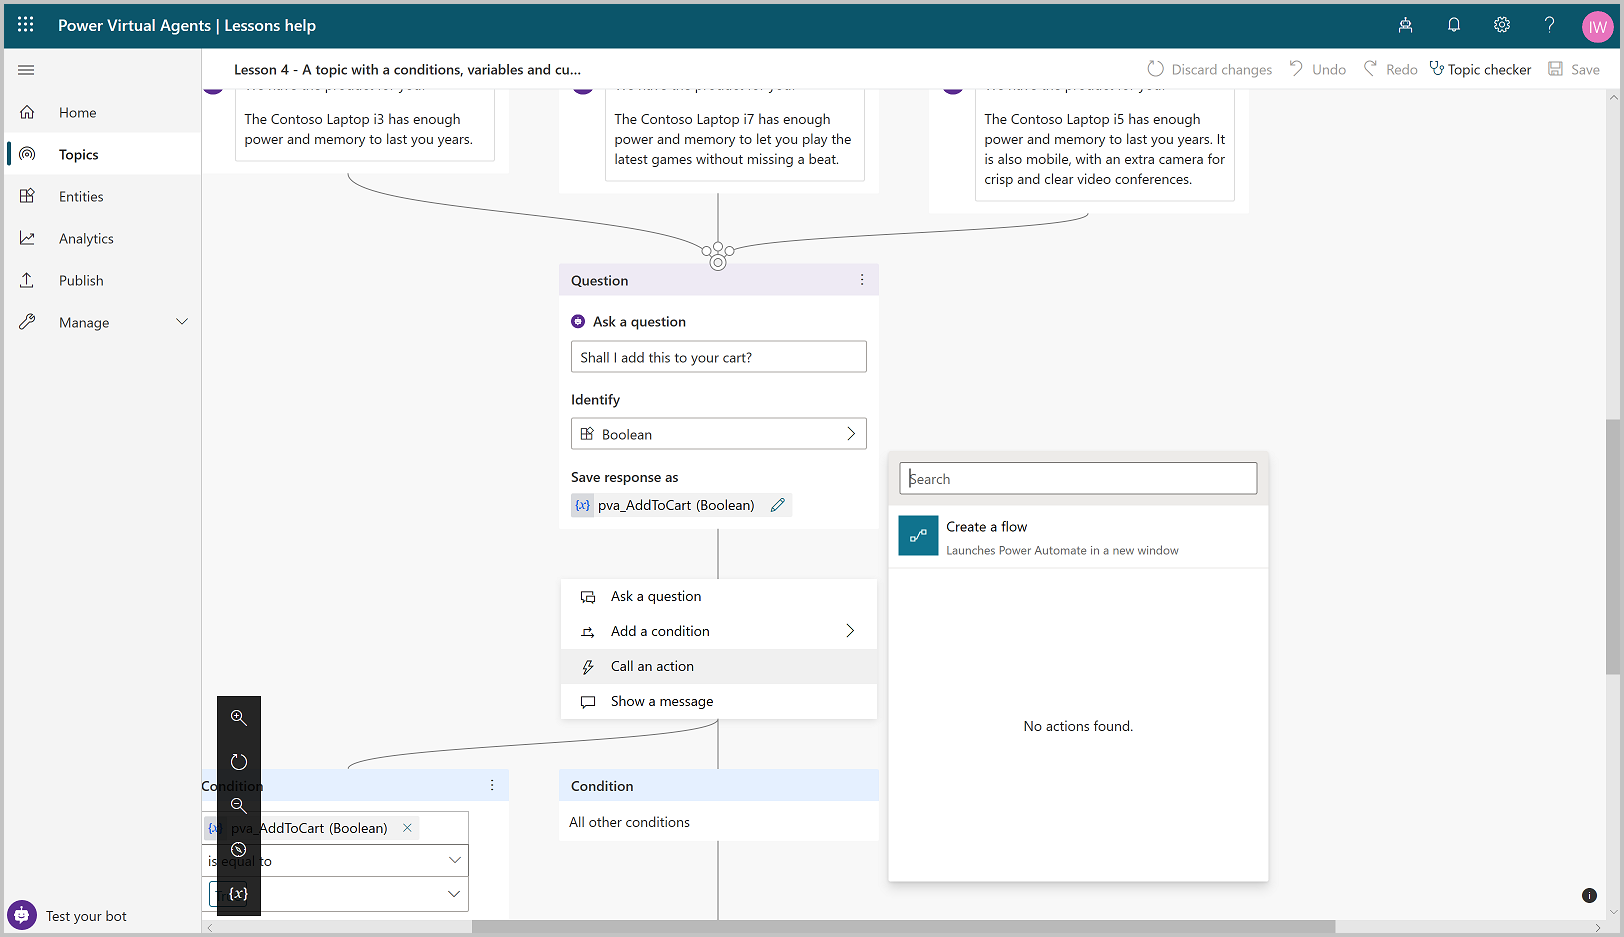 Power Virtual Agents | Lessons help
IW
Lesson 4 - A topic with a conditions, variables and cu...
Discard changes
Undo
Redo
Topic checker
Save
Home
Topics
Entities
Analytics
Publish
Manage
Test your bot
The Contoso Laptop i3 has enough
power and memory to last you years.
The Contoso Laptop i7 has enough
power and memory to let you play the
latest games without missing a beat.
The Contoso Laptop i5 has enough
power and memory to last you years. It
is also mobile, with an extra camera for
crisp and clear video conferences.
Question
Ask a question
Shall I add this to your cart?
Identify
Boolean
Save response as
{x} pva_AddToCart (Boolean)
Ask a question
Add a condition
Call an action
Show a message
Search
Create a flow
Launches Power Automate in a new window
No actions found.
Condition
{x} pva_AddToCart (Boolean)
is equal to
{x}
Condition
All other conditions